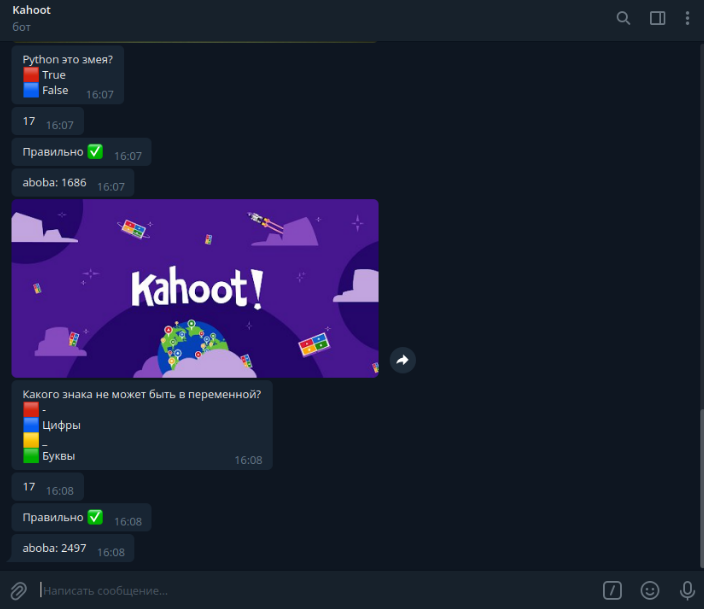 Kahoot
бот
Python это змея?
True
False
16:07
17
16:07
Правильно
16:07
aboba: 1686
16:07
Kahoot!
Какого знака не может быть в переменной?
-
Цифры
_
Буквы
16:08
17
16:08
Правильно
16:08
aboba: 2497
16:08
Написать сообщение...